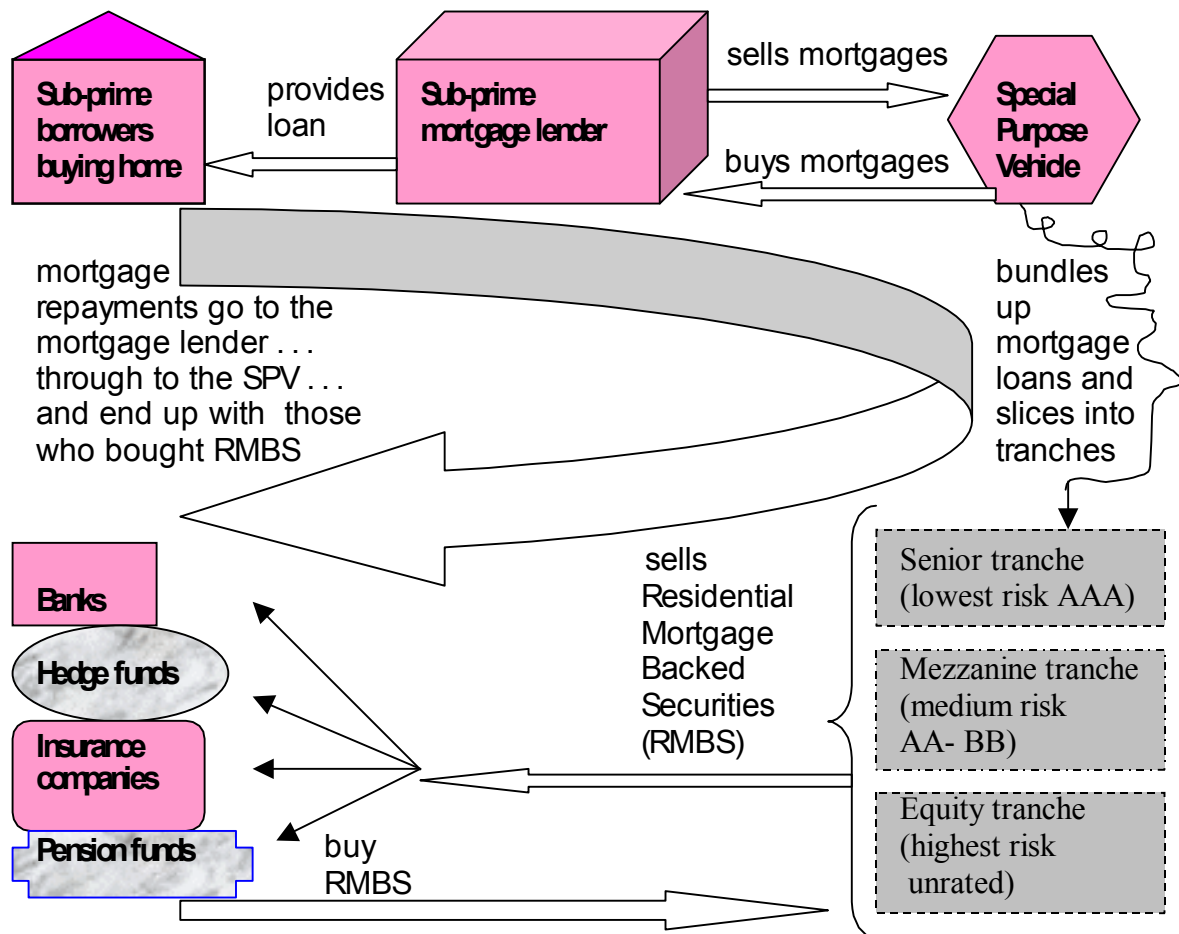 Sub-prime
borrowers
buying home
provides
loan
Sub-prime
mortgage lender
sells mortgages
buys mortgages
Special
Purpose
Vehicle
mortgage
repayments go to the
mortgage lender . . .
through to the SPV . . .
and end up with those
who bought RMBS
bundles
up
mortgage
loans and
slices into
tranches
Senior tranche
(lowest risk AAA)
Mezzanine tranche
(medium risk
AA- BB)
Equity tranche
(highest risk
unrated)
sells
Residential
Mortgage
Backed
Securities
(RMBS)
Banks
Hedge funds
Insurance
companies
Pension funds
buy
RMBS